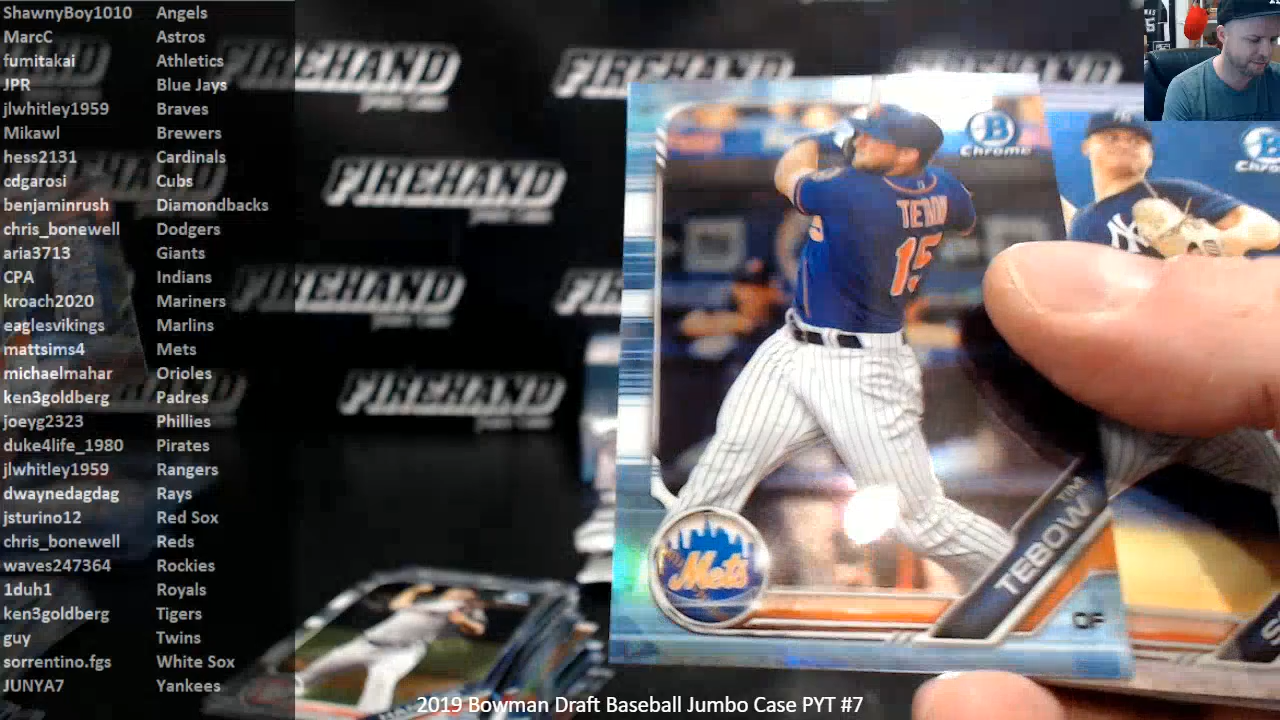 ShawnyBoy1010 Angels
MarcC Astros
fumitakai Athletics
JPR Blue Jays
jlwhitley1959 Braves
Mikawl Brewers
hess2131 Cardinals
cdgarosi Cubs
benjaminrush Diamondbacks
chris_bonewell Dodgers
aria3713 Giants
CPA Indians
kroach2020 Mariners
eaglesvikings Marlins
mattsims4 Mets
michaelmahar Orioles
ken3goldberg Padres
joeyg2323 Phillies
duke4life_1980 Pirates
jlwhitley1959 Rangers
dwaynedagdag Rays
jsturino12 Red Sox
chris_bonewell Reds
waves247364 Rockies
1duh1 Royals
ken3goldberg Tigers
guy Twins
sorrentino.fgs White Sox
JUNYA7 Yankees
FIREHAND
FIREHAND
FIREHAND
FIREHAND
FIREHAND
FIREHAND
B
Chrome
15
Mets
TIM
TEBOW
OF
NY
2019 Bowman Draft Baseball Jumbo Case PYT #7